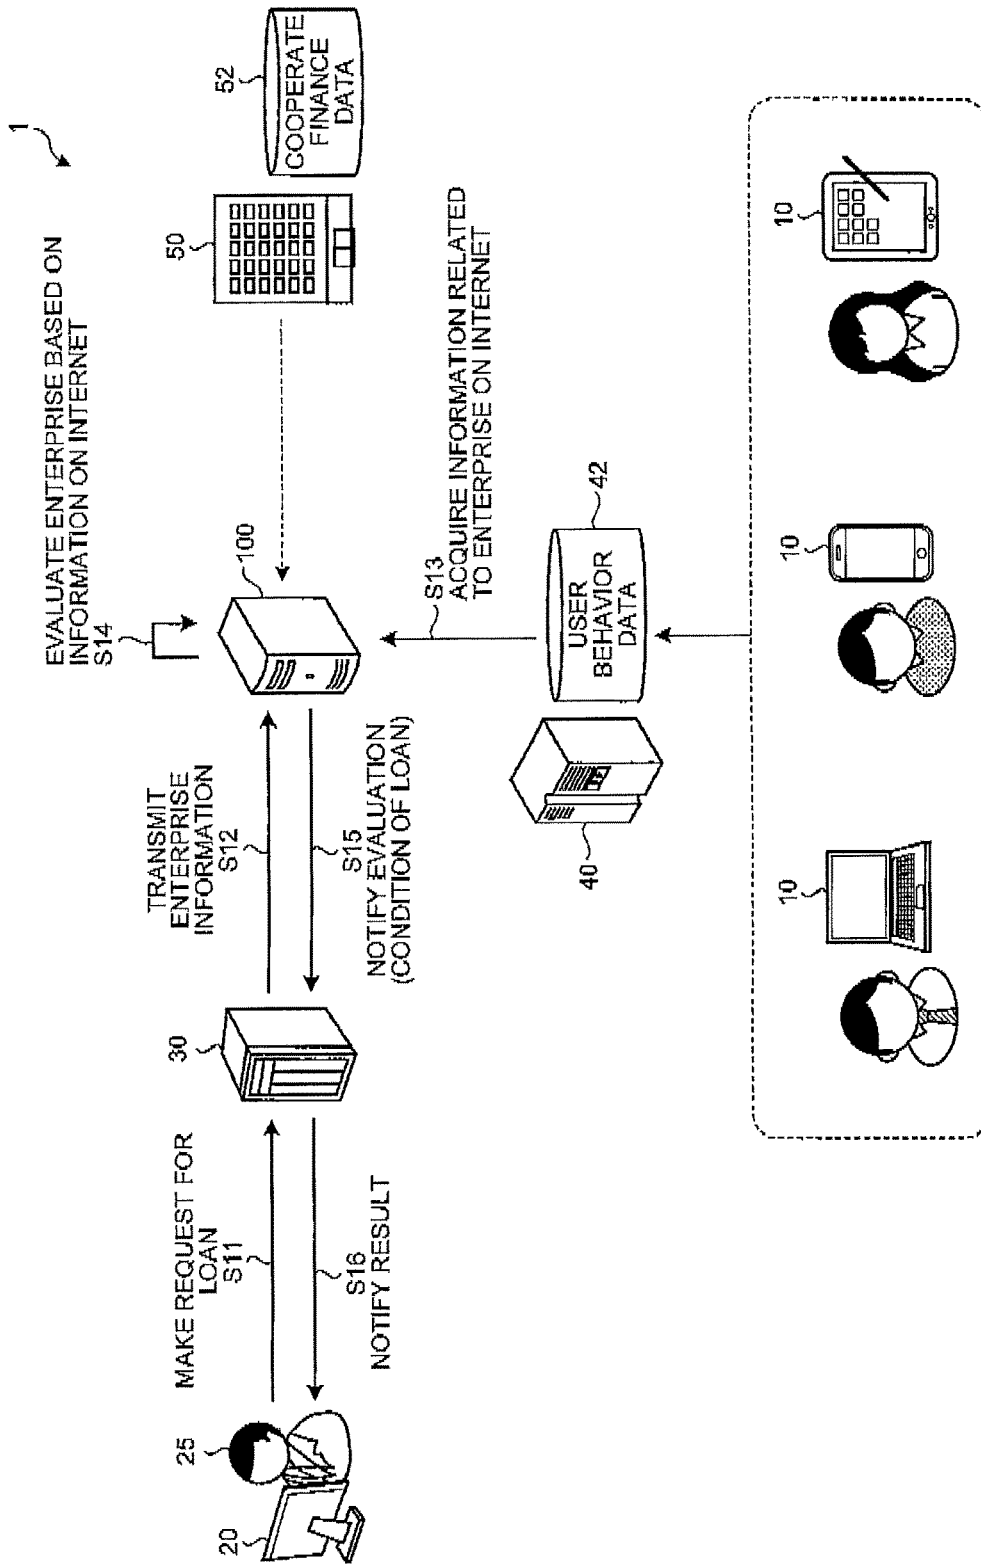 1
MAKE REQUEST FOR
LOAN
S11
S16
NOTIFY RESULT
20
25
30
TRANSMIT
ENTERPRISE
INFORMATION
S12
S15
NOTIFY EVALUATION
(CONDITION OF LOAN)
EVALUATE ENTERPRISE BASED ON
INFORMATION ON INTERNET
S14
100
50
52
COOPERATE
FINANCE
DATA
S13
ACQUIRE INFORMATION RELATED
TO ENTERPRISE ON INTERNET
40
42
USER
BEHAVIOR
DATA
10
10
10